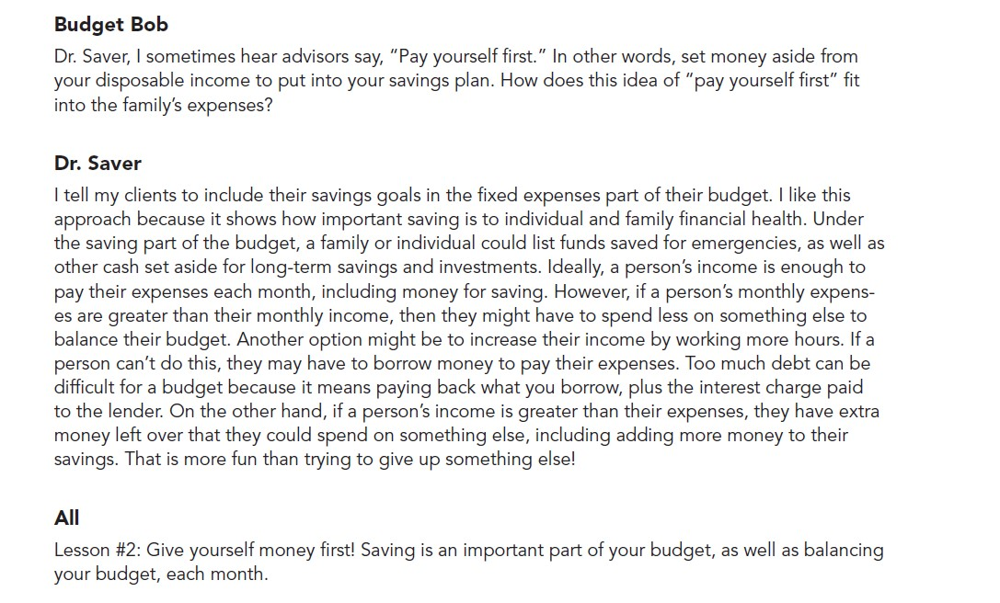 Budget Bob
Dr. Saver, I sometimes hear advisors say, “Pay yourself first.” In other words, set money aside from
your disposable income to put into your savings plan. How does this idea of “pay yourself first” fit
into the family’s expenses?
Dr. Saver
I tell my clients to include their savings goals in the fixed expenses part of their budget. I like this
approach because it shows how important saving is to individual and family financial health. Under
the saving part of the budget, a family or individual could list funds saved for emergencies, as well as
other cash set aside for long-term savings and investments. Ideally, a person’s income is enough to
pay their expenses each month, including money for saving. However, if a person’s monthly expens-
es are greater than their monthly income, then they might have to spend less on something else to
balance their budget. Another option might be to increase their income by working more hours. If a
person can’t do this, they may have to borrow money to pay their expenses. Too much debt can be
difficult for a budget because it means paying back what you borrow, plus the interest charge paid
to the lender. On the other hand, if a person’s income is greater than their expenses, they have extra
money left over that they could spend on something else, including adding more money to their
savings. That is more fun than trying to give up something else!
All
Lesson #2: Give yourself money first! Saving is an important part of your budget, as well as balancing
your budget, each month.